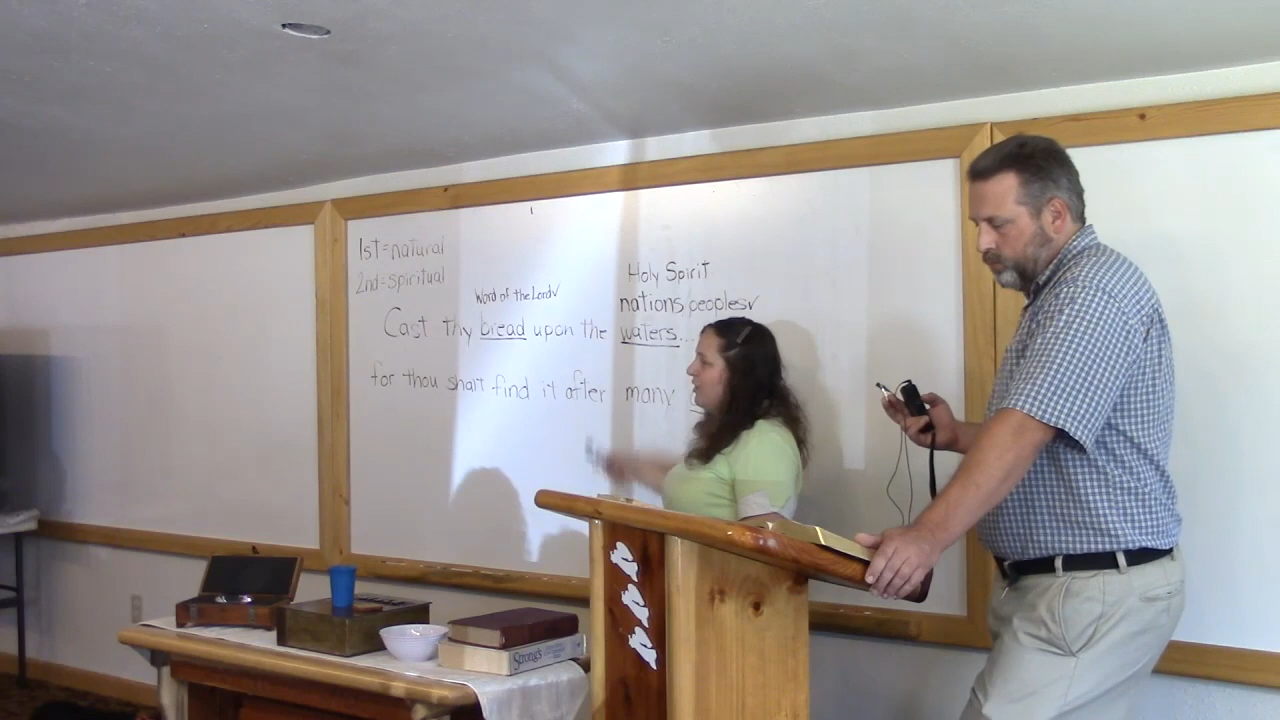 1st=natural
2nd=spiritual
Holy Spirit
Word of the Lord✓
nations, peoples✓
Cast thy bread upon the waters...
for thou shalt find it after many
Strong's